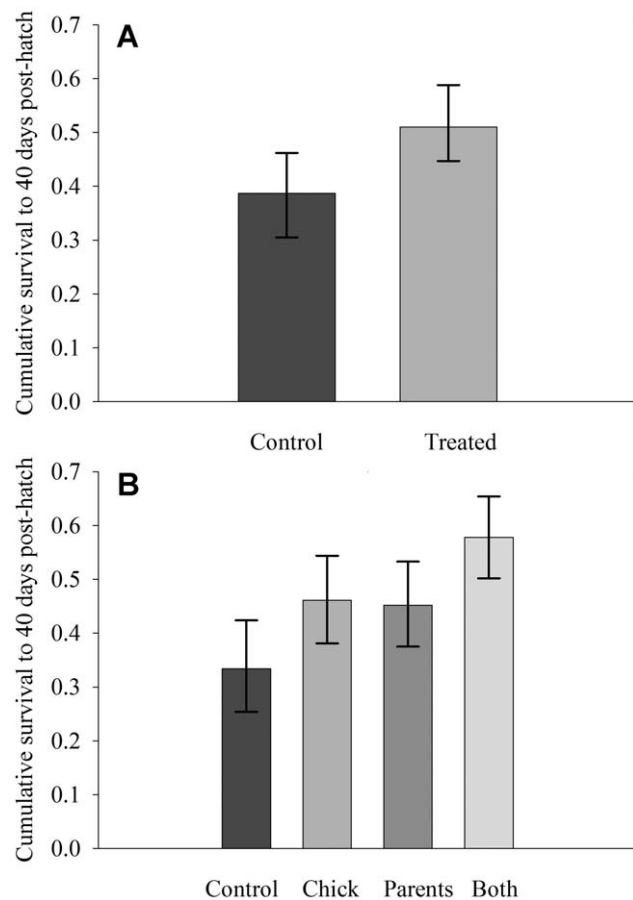 A
Cumulative survival to 40 days post-hatch
0.7
0.6
0.5
0.4
0.3
0.2
0.1
0.0
Control Treated
B
Cumulative survival to 40 days post-hatch
0.7
0.6
0.5
0.4
0.3
0.2
0.1
0.0
Control Chick Parents Both